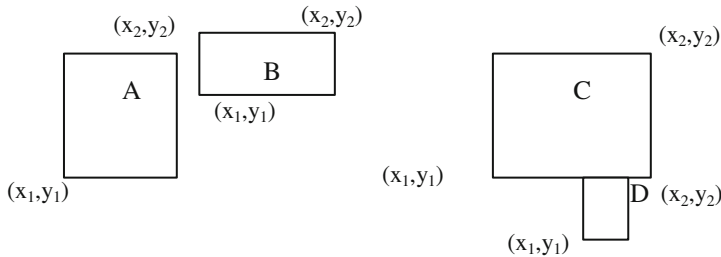 (x₂,y₂)
(x₂,y₂)
A
B
(x₁,y₁)
(x₁,y₁)
(x₂,y₂)
C
(x₁,y₁)
D (x₂,y₂)
(x₁,y₁)